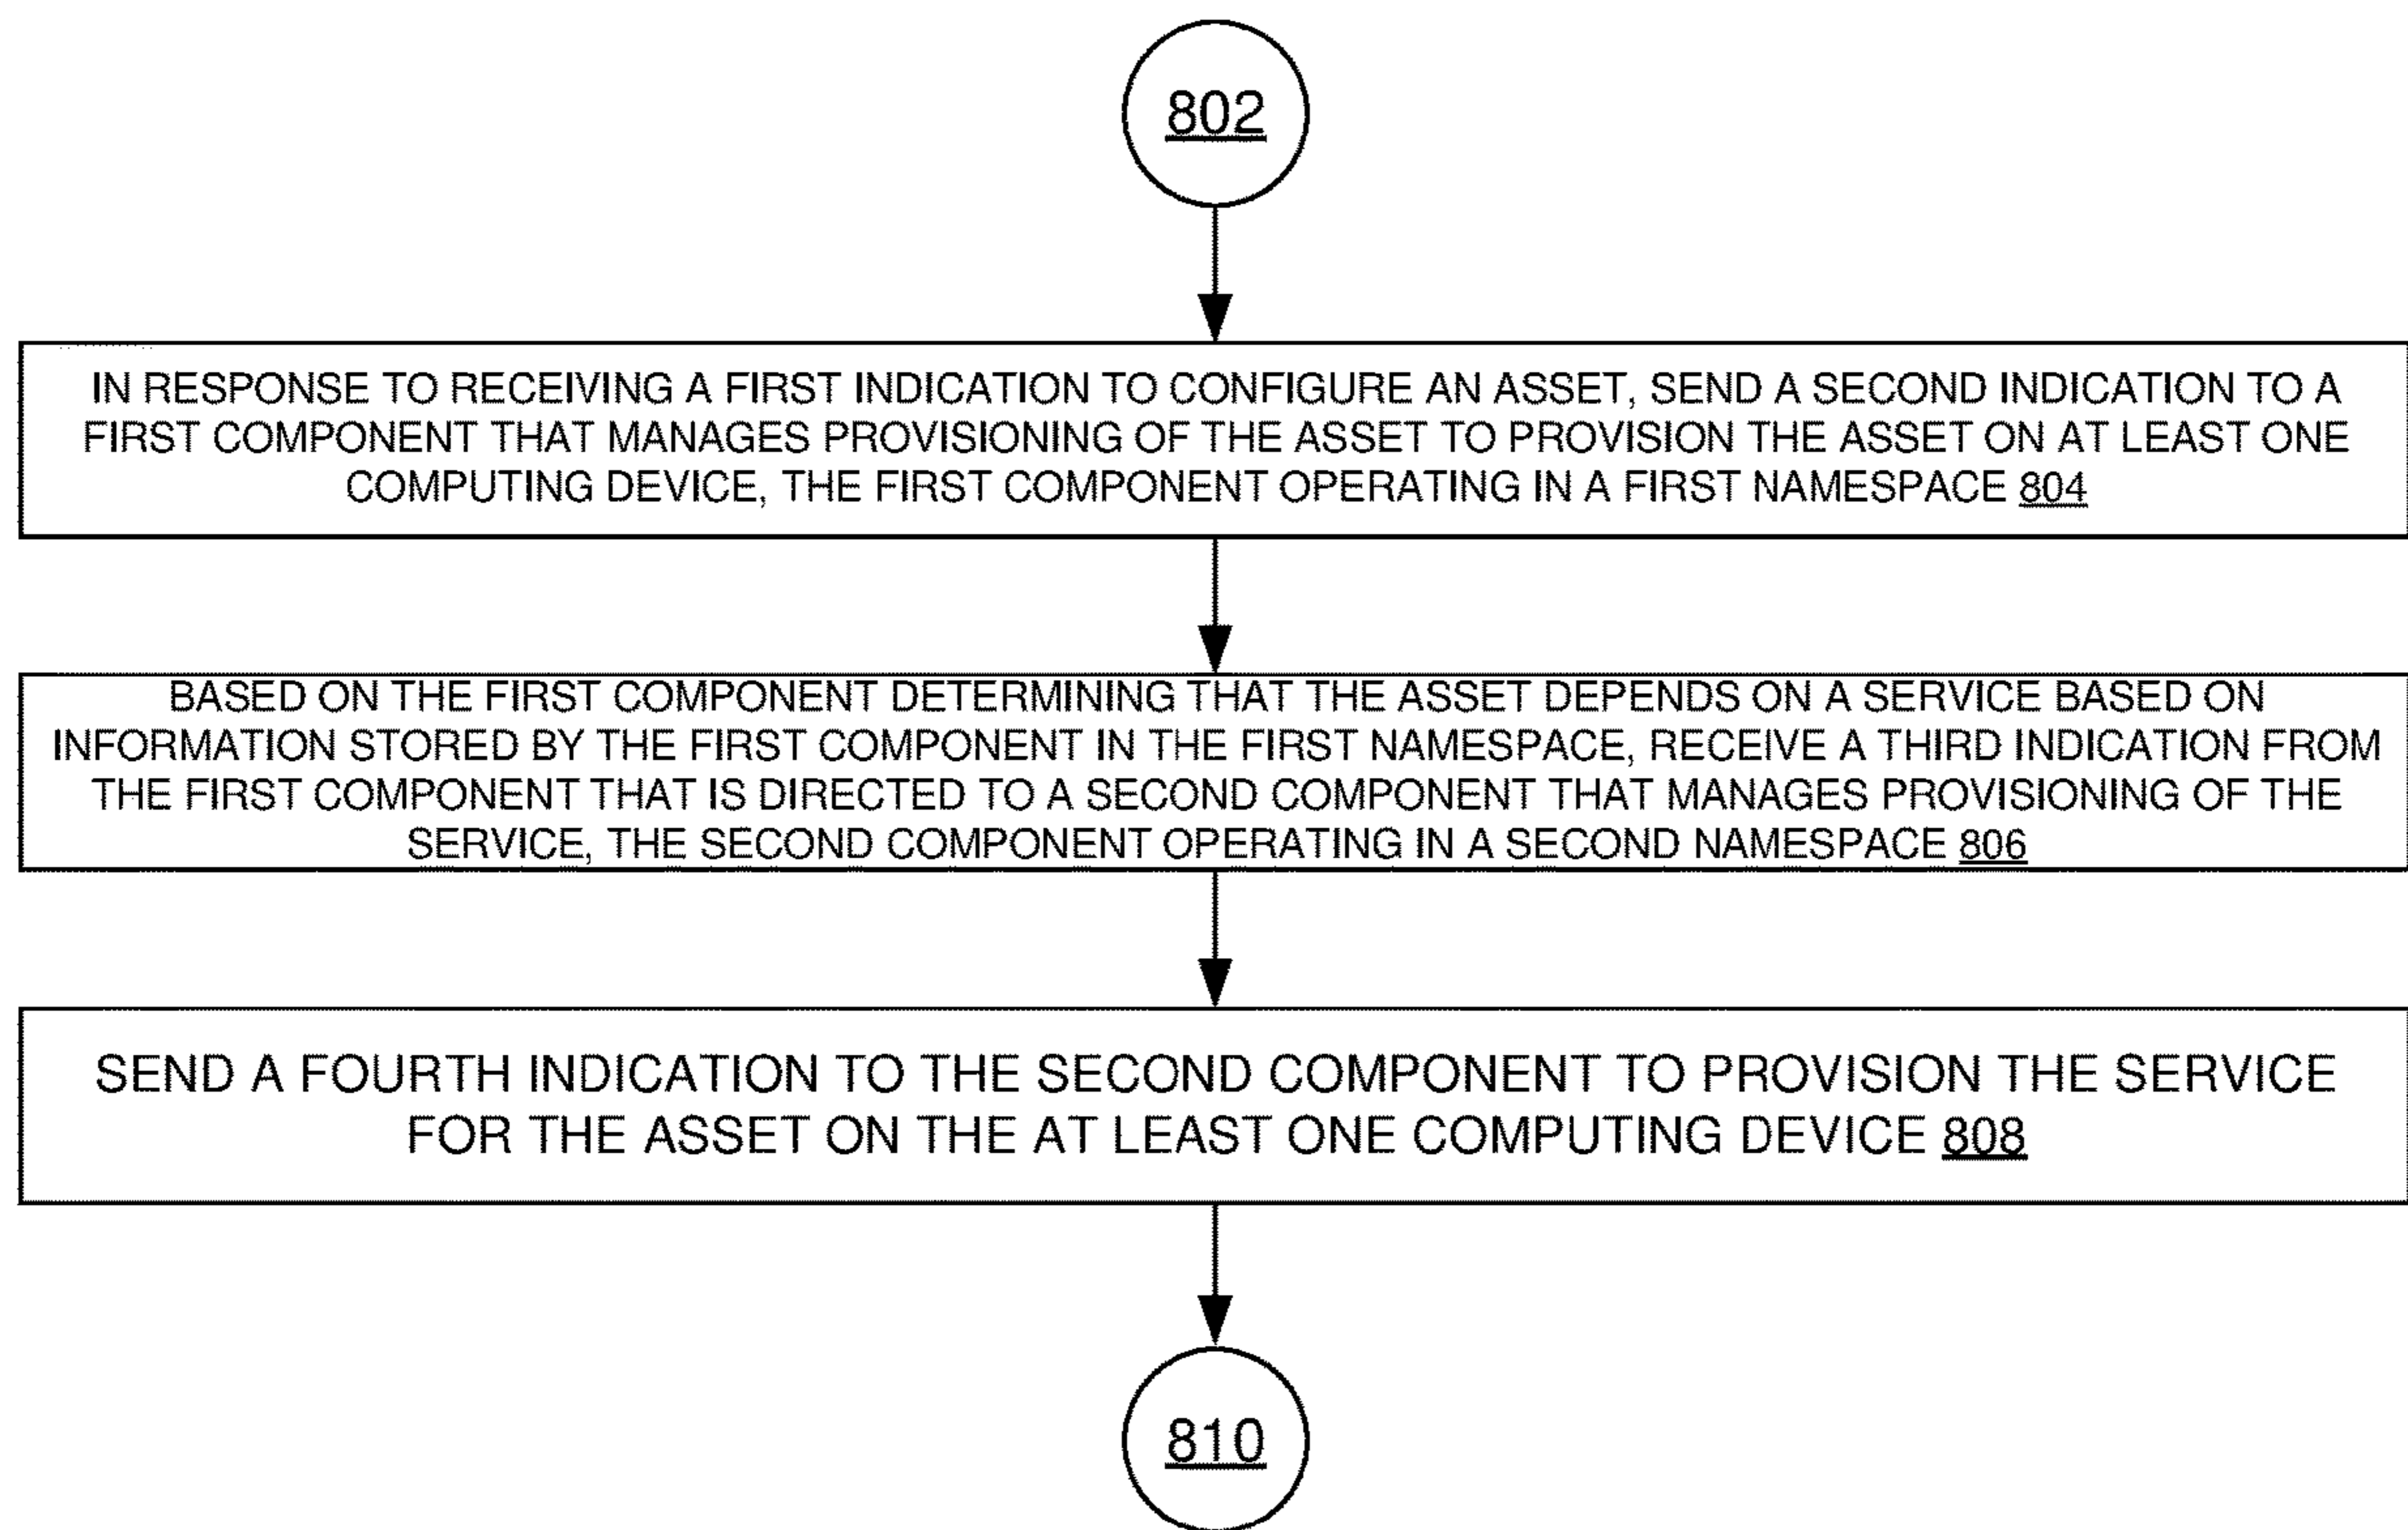 802
IN RESPONSE TO RECEIVING A FIRST INDICATION TO CONFIGURE AN ASSET, SEND A SECOND INDICATION TO A
FIRST COMPONENT THAT MANAGES PROVISIONING OF THE ASSET TO PROVISION THE ASSET ON AT LEAST ONE
COMPUTING DEVICE, THE FIRST COMPONENT OPERATING IN A FIRST NAMESPACE 804
BASED ON THE FIRST COMPONENT DETERMINING THAT THE ASSET DEPENDS ON A SERVICE BASED ON
INFORMATION STORED BY THE FIRST COMPONENT IN THE FIRST NAMESPACE, RECEIVE A THIRD INDICATION FROM
THE FIRST COMPONENT THAT IS DIRECTED TO A SECOND COMPONENT THAT MANAGES PROVISIONING OF THE
SERVICE, THE SECOND COMPONENT OPERATING IN A SECOND NAMESPACE 806
SEND A FOURTH INDICATION TO THE SECOND COMPONENT TO PROVISION THE SERVICE
FOR THE ASSET ON THE AT LEAST ONE COMPUTING DEVICE 808
810